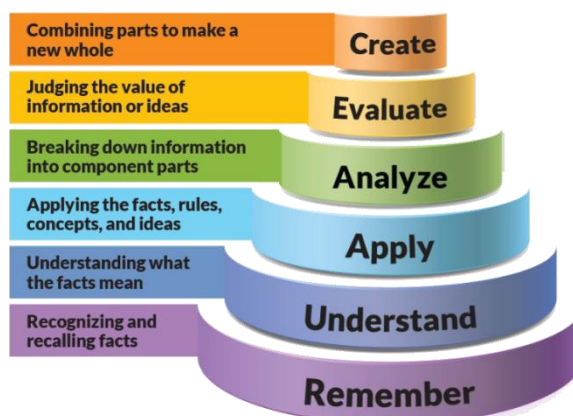 Combining parts to make a
new whole
Create
Judging the value of
information or ideas
Evaluate
Breaking down information
into component parts
Analyze
Applying the facts, rules,
concepts, and ideas
Apply
Understanding what
the facts mean
Understand
Recognizing and
recalling facts
Remember